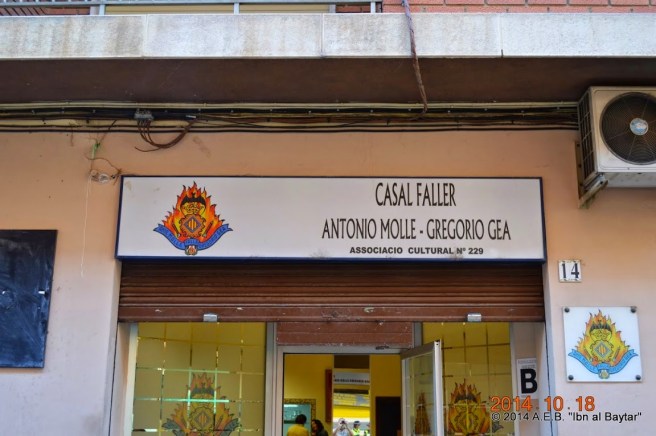 CASAL FALLER
ANTONIO MOLLE - GREGORIO GEA
ASSOCIACIO CULTURAL Nº 229
14
B
2014.10.18
© 2014 A.E.B. "Ibn al Baytar"